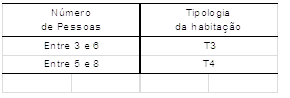 Número
de Pessoas
Tipologia
da habitação
Entre 3 e 6
T3
Entre 5 e 8
T4